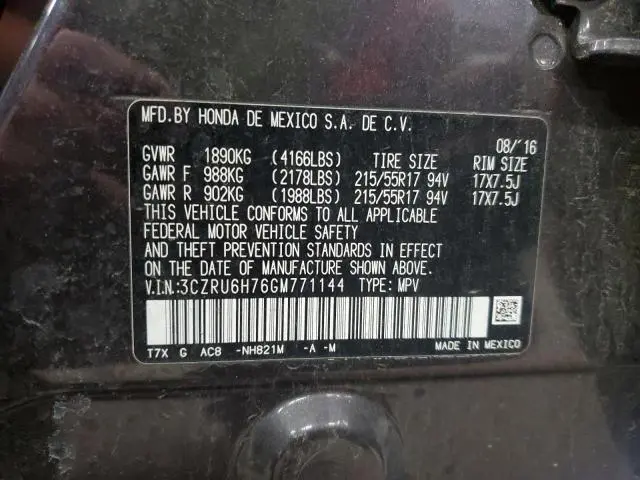 MFD.BY HONDA DE MEXICO S.A. DE C.V.
08/'16
GVWR 1890KG (4166LBS) TIRE SIZE RIM SIZE
GAWR F 988KG (2178LBS) 215/55R17 94V 17X7.5J
GAWR R 902KG (1988LBS) 215/55R17 94V 17X7.5J
THIS VEHICLE CONFORMS TO ALL APPLICABLE
FEDERAL MOTOR VEHICLE SAFETY
AND THEFT PREVENTION STANDARDS IN EFFECT
ON THE DATE OF MANUFACTURE SHOWN ABOVE.
V.I.N.:3CZRU6H76GM771144 TYPE: MPV
T7X G AC8 -NH821M -A -M MADE IN MEXICO